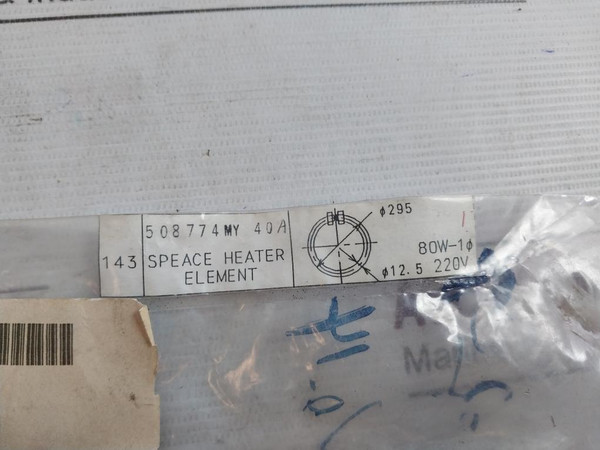 508774MY 40A
143
SPEACE HEATER
ELEMENT
φ295
80W-1φ
φ12.5 220V